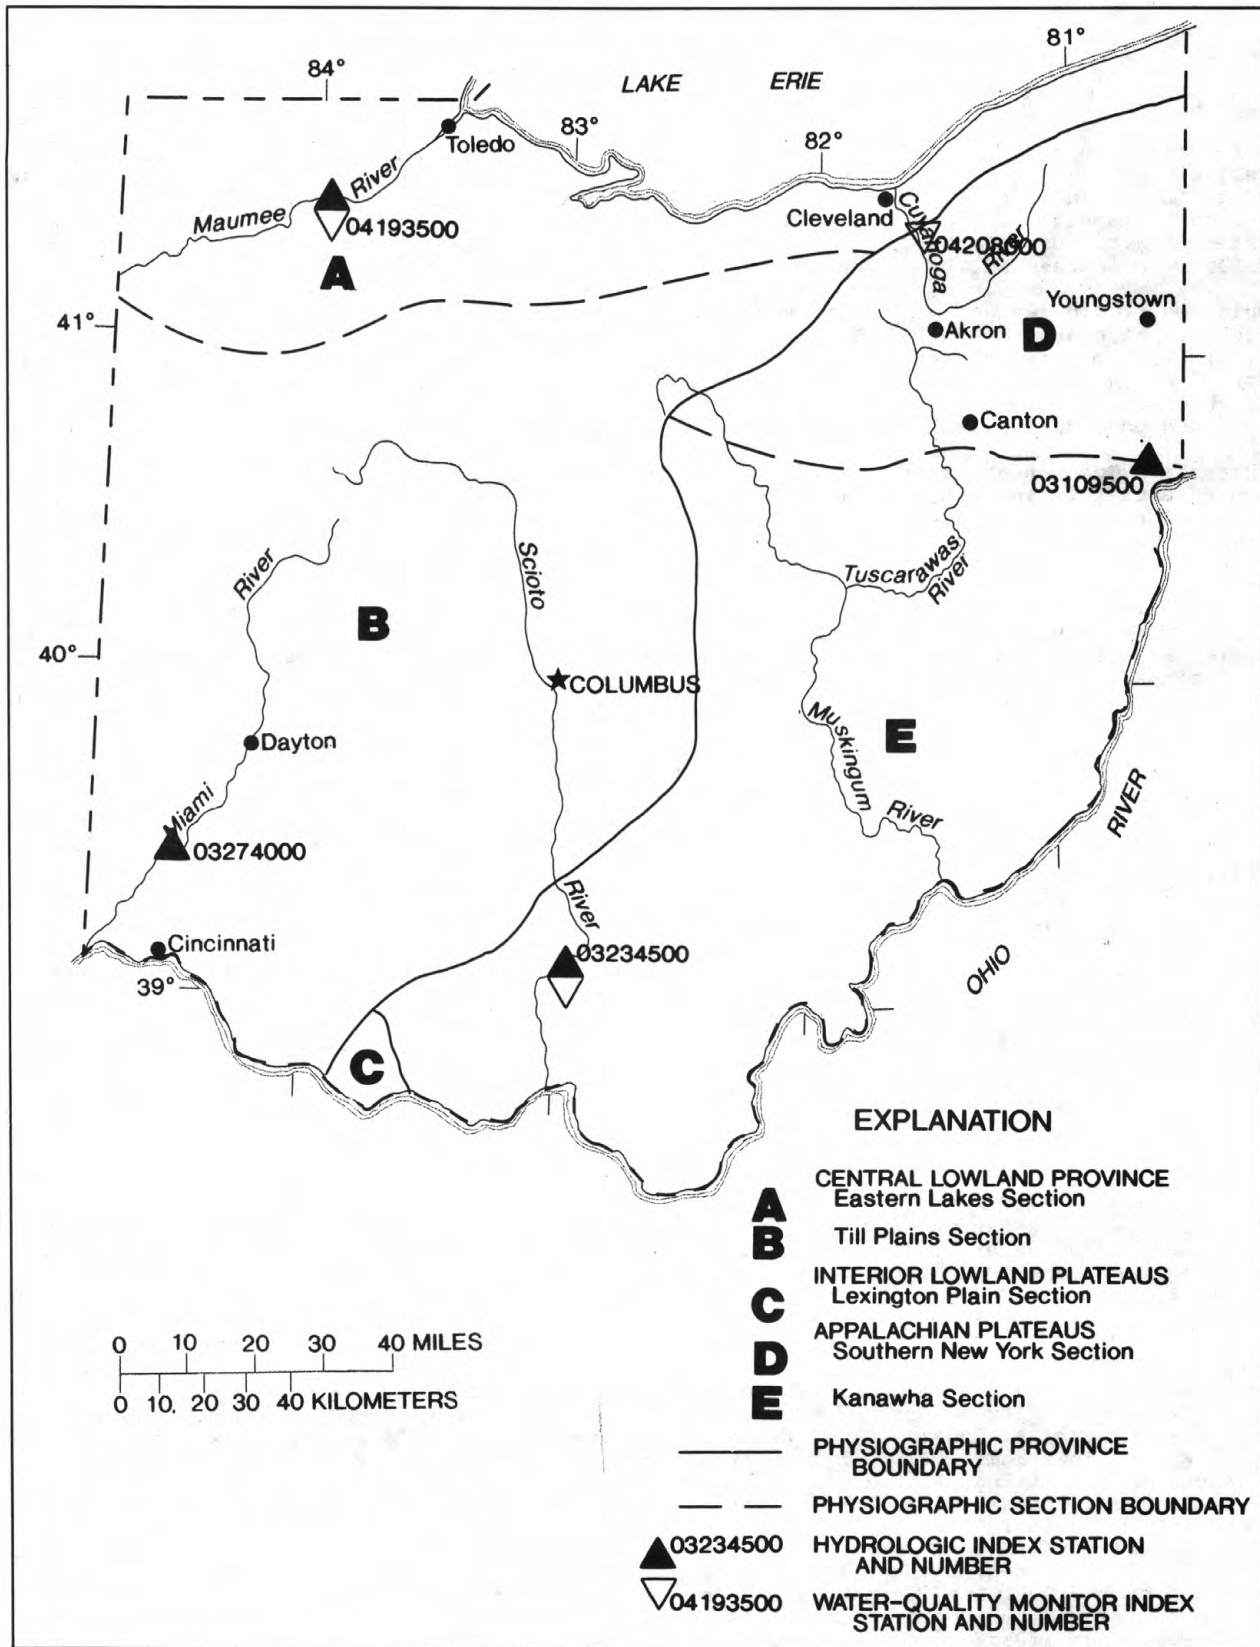 84°
81°
LAKE ERIE
83°
82°
Toledo
River
Maumee
04193500
Cleveland
Cuyahoga
04208000
River
A
41°
Youngstown
Akron
D
Canton
03109500
Scioto
River
Tuscarawas
River
B
40°
COLUMBUS
Dayton
Muskingum
E
River
Miami
RIVER
03274000
River
Cincinnati
03234500
OHIO
39°
C
EXPLANATION
A CENTRAL LOWLAND PROVINCE
Eastern Lakes Section
B Till Plains Section
C INTERIOR LOWLAND PLATEAUS
Lexington Plain Section
D APPALACHIAN PLATEAUS
Southern New York Section
E Kanawha Section
PHYSIOGRAPHIC PROVINCE
BOUNDARY
PHYSIOGRAPHIC SECTION BOUNDARY
03234500 HYDROLOGIC INDEX STATION
AND NUMBER
04193500 WATER-QUALITY MONITOR INDEX
STATION AND NUMBER
0 10 20 30 40 MILES
0 10, 20 30 40 KILOMETERS